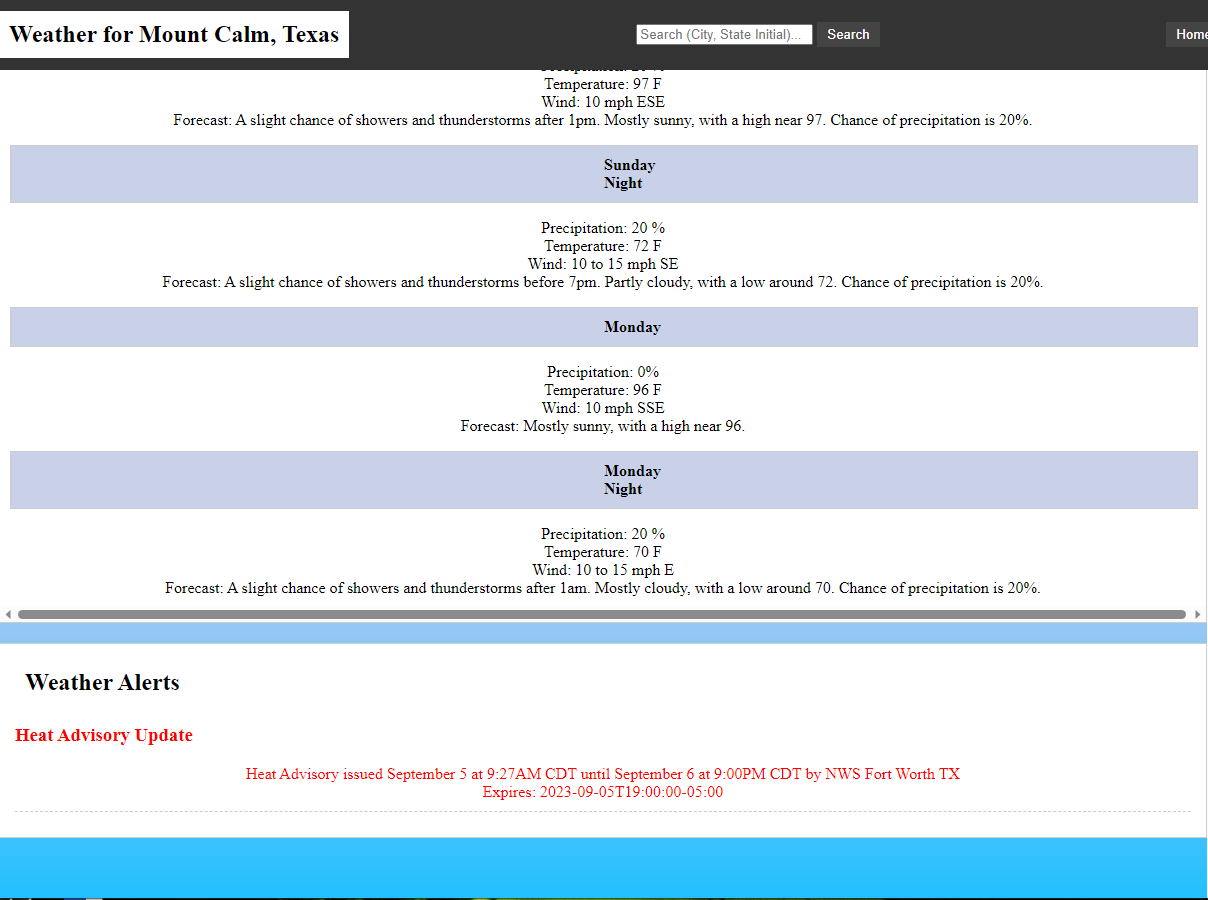 Weather for Mount Calm, Texas
Search (City, State Initial)...
Search
Home
Temperature: 97 F
Wind: 10 mph ESE
Forecast: A slight chance of showers and thunderstorms after 1pm. Mostly sunny, with a high near 97. Chance of precipitation is 20%.
Sunday
Night
Precipitation: 20 %
Temperature: 72 F
Wind: 10 to 15 mph SE
Forecast: A slight chance of showers and thunderstorms before 7pm. Partly cloudy, with a low around 72. Chance of precipitation is 20%.
Monday
Precipitation: 0%
Temperature: 96 F
Wind: 10 mph SSE
Forecast: Mostly sunny, with a high near 96.
Monday
Night
Precipitation: 20 %
Temperature: 70 F
Wind: 10 to 15 mph E
Forecast: A slight chance of showers and thunderstorms after 1am. Mostly cloudy, with a low around 70. Chance of precipitation is 20%.
Weather Alerts
Heat Advisory Update
Heat Advisory issued September 5 at 9:27AM CDT until September 6 at 9:00PM CDT by NWS Fort Worth TX
Expires: 2023-09-05T19:00:00-05:00